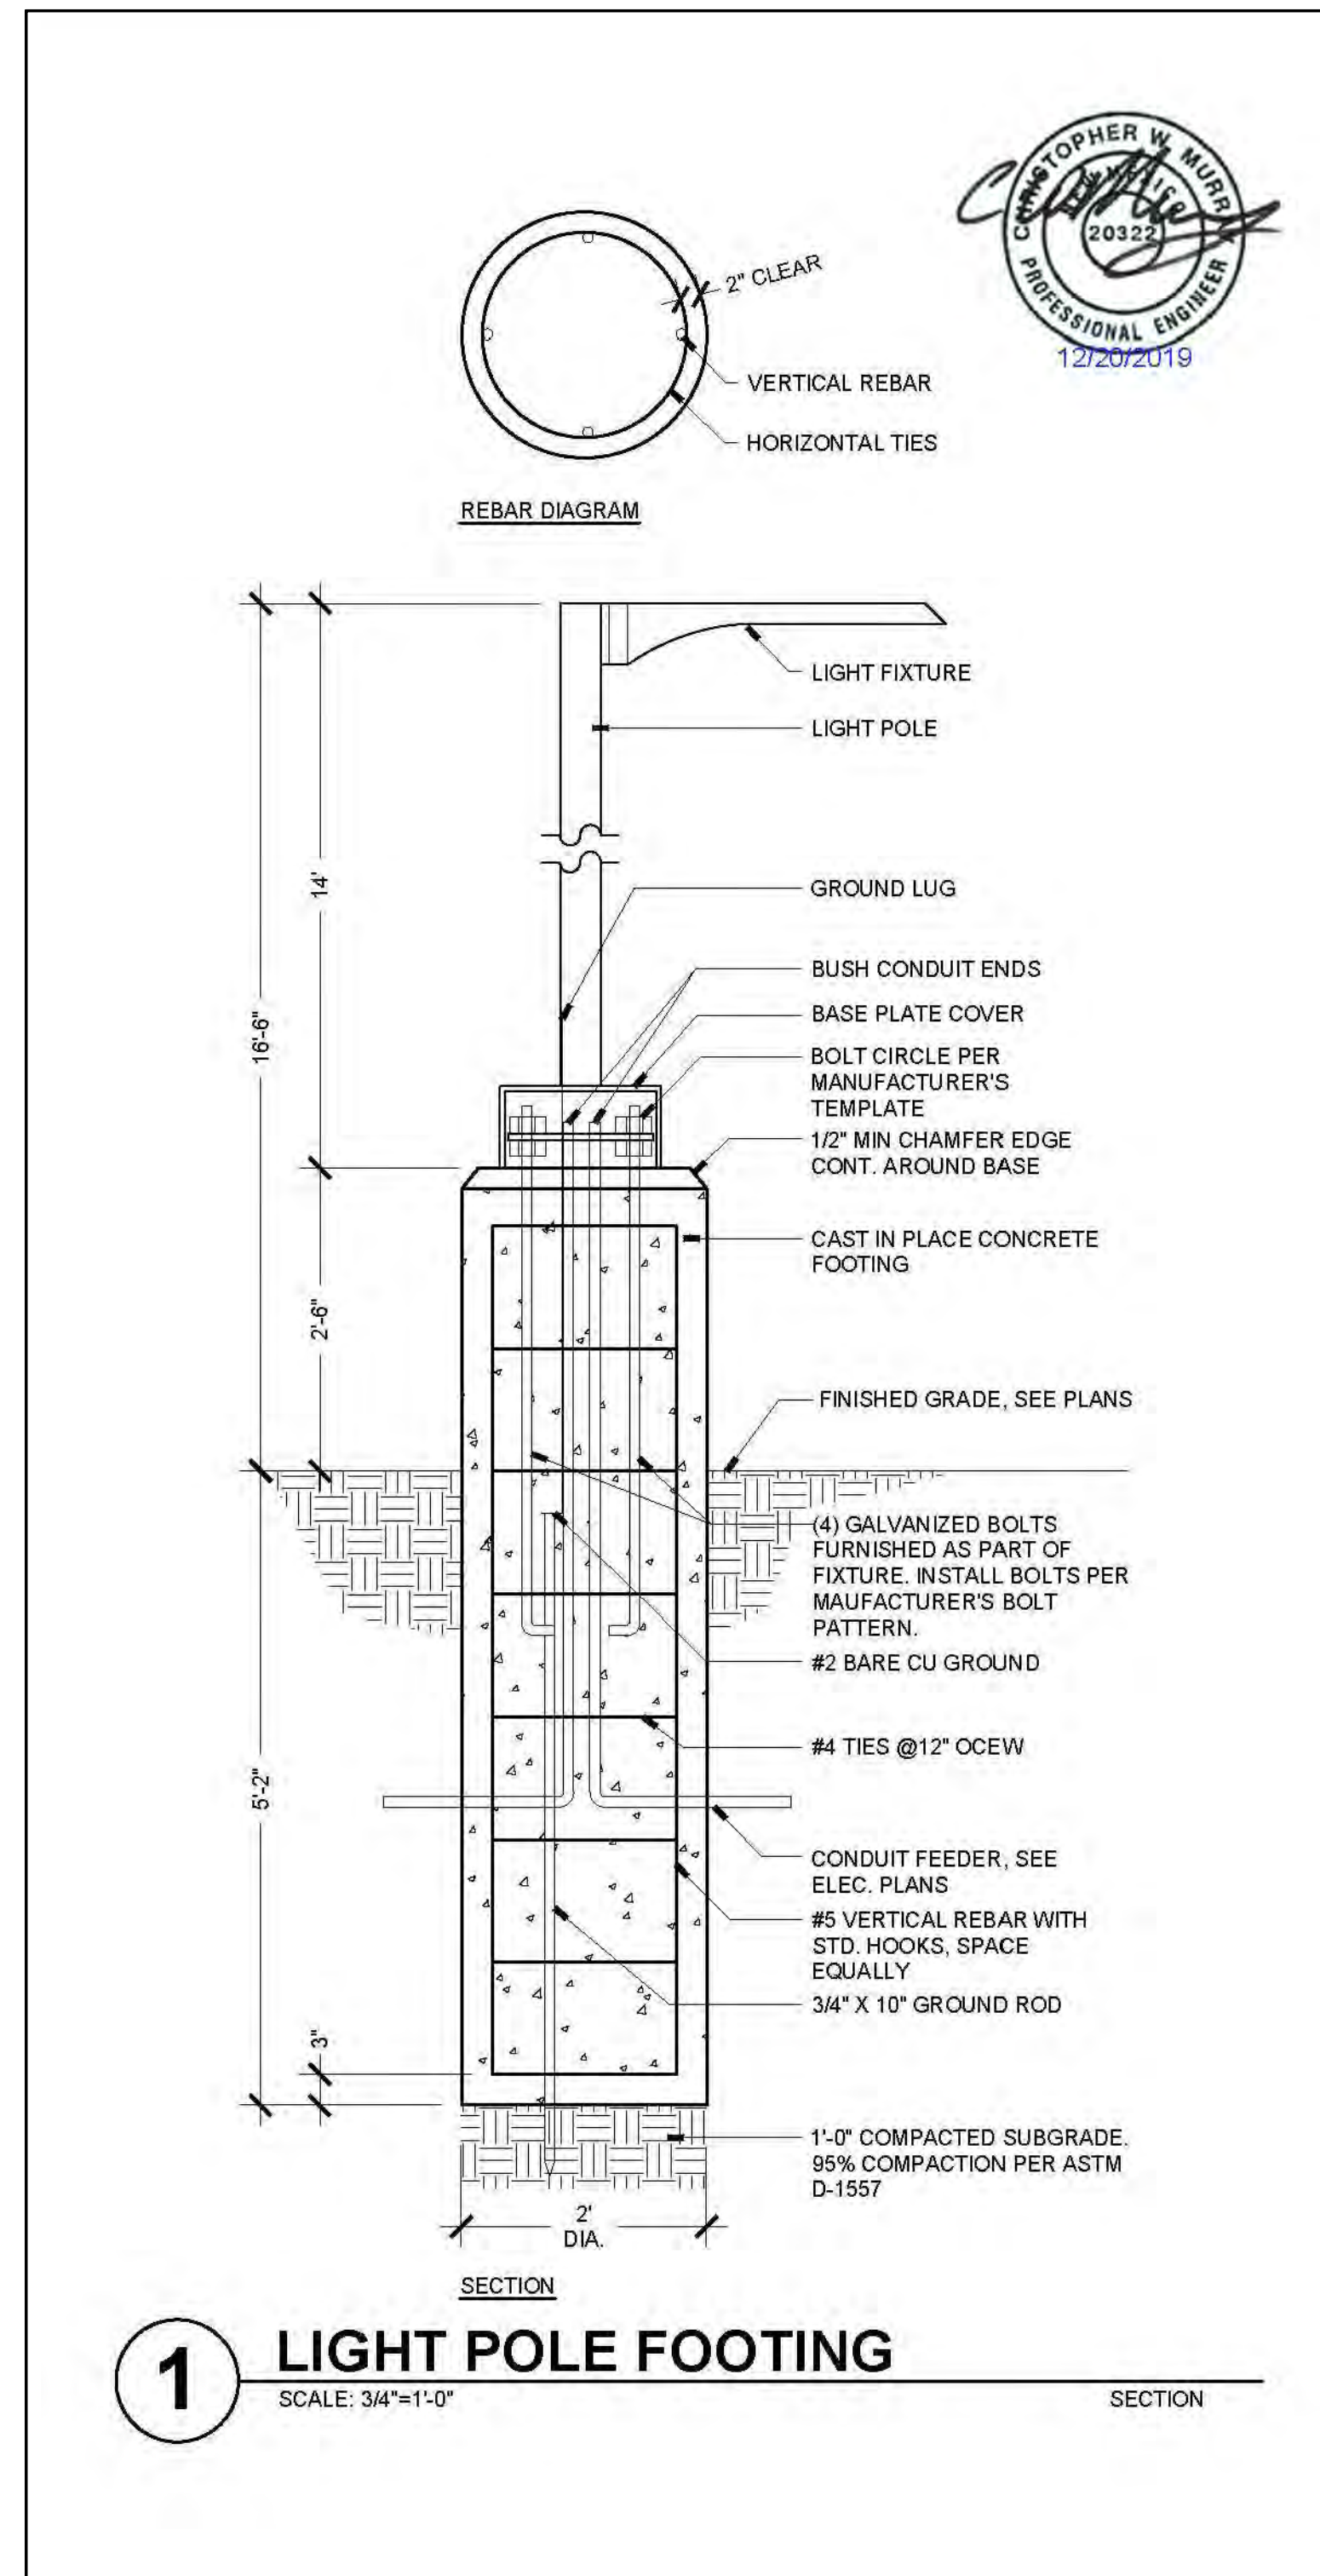 CHRISTOPHER W. MURRAY
NEW MEXICO
20322
PROFESSIONAL ENGINEER
12/20/2019
2" CLEAR
VERTICAL REBAR
HORIZONTAL TIES
REBAR DIAGRAM
LIGHT FIXTURE
LIGHT POLE
14'
GROUND LUG
BUSH CONDUIT ENDS
BASE PLATE COVER
16'-6"
BOLT CIRCLE PER
MANUFACTURER'S
TEMPLATE
1/2" MIN CHAMFER EDGE
CONT. AROUND BASE
CAST IN PLACE CONCRETE
FOOTING
2'-6"
FINISHED GRADE, SEE PLANS
(4) GALVANIZED BOLTS
FURNISHED AS PART OF
FIXTURE. INSTALL BOLTS PER
MAUFACTURER'S BOLT
PATTERN.
#2 BARE CU GROUND
#4 TIES @12" OCEW
5'-2"
CONDUIT FEEDER, SEE
ELEC. PLANS
#5 VERTICAL REBAR WITH
STD. HOOKS, SPACE
EQUALLY
3/4" X 10" GROUND ROD
3"
1'-0" COMPACTED SUBGRADE.
95% COMPACTION PER ASTM
D-1557
2'
DIA.
SECTION
1
LIGHT POLE FOOTING
SCALE: 3/4"=1'-0"
SECTION